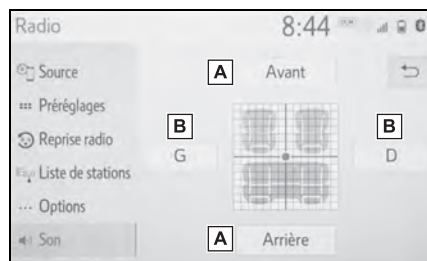 Radio 8:44
Source
A Avant
Préréglages
B B
Reprise radio
G D
Liste de stations
Options
Son
A Arrière